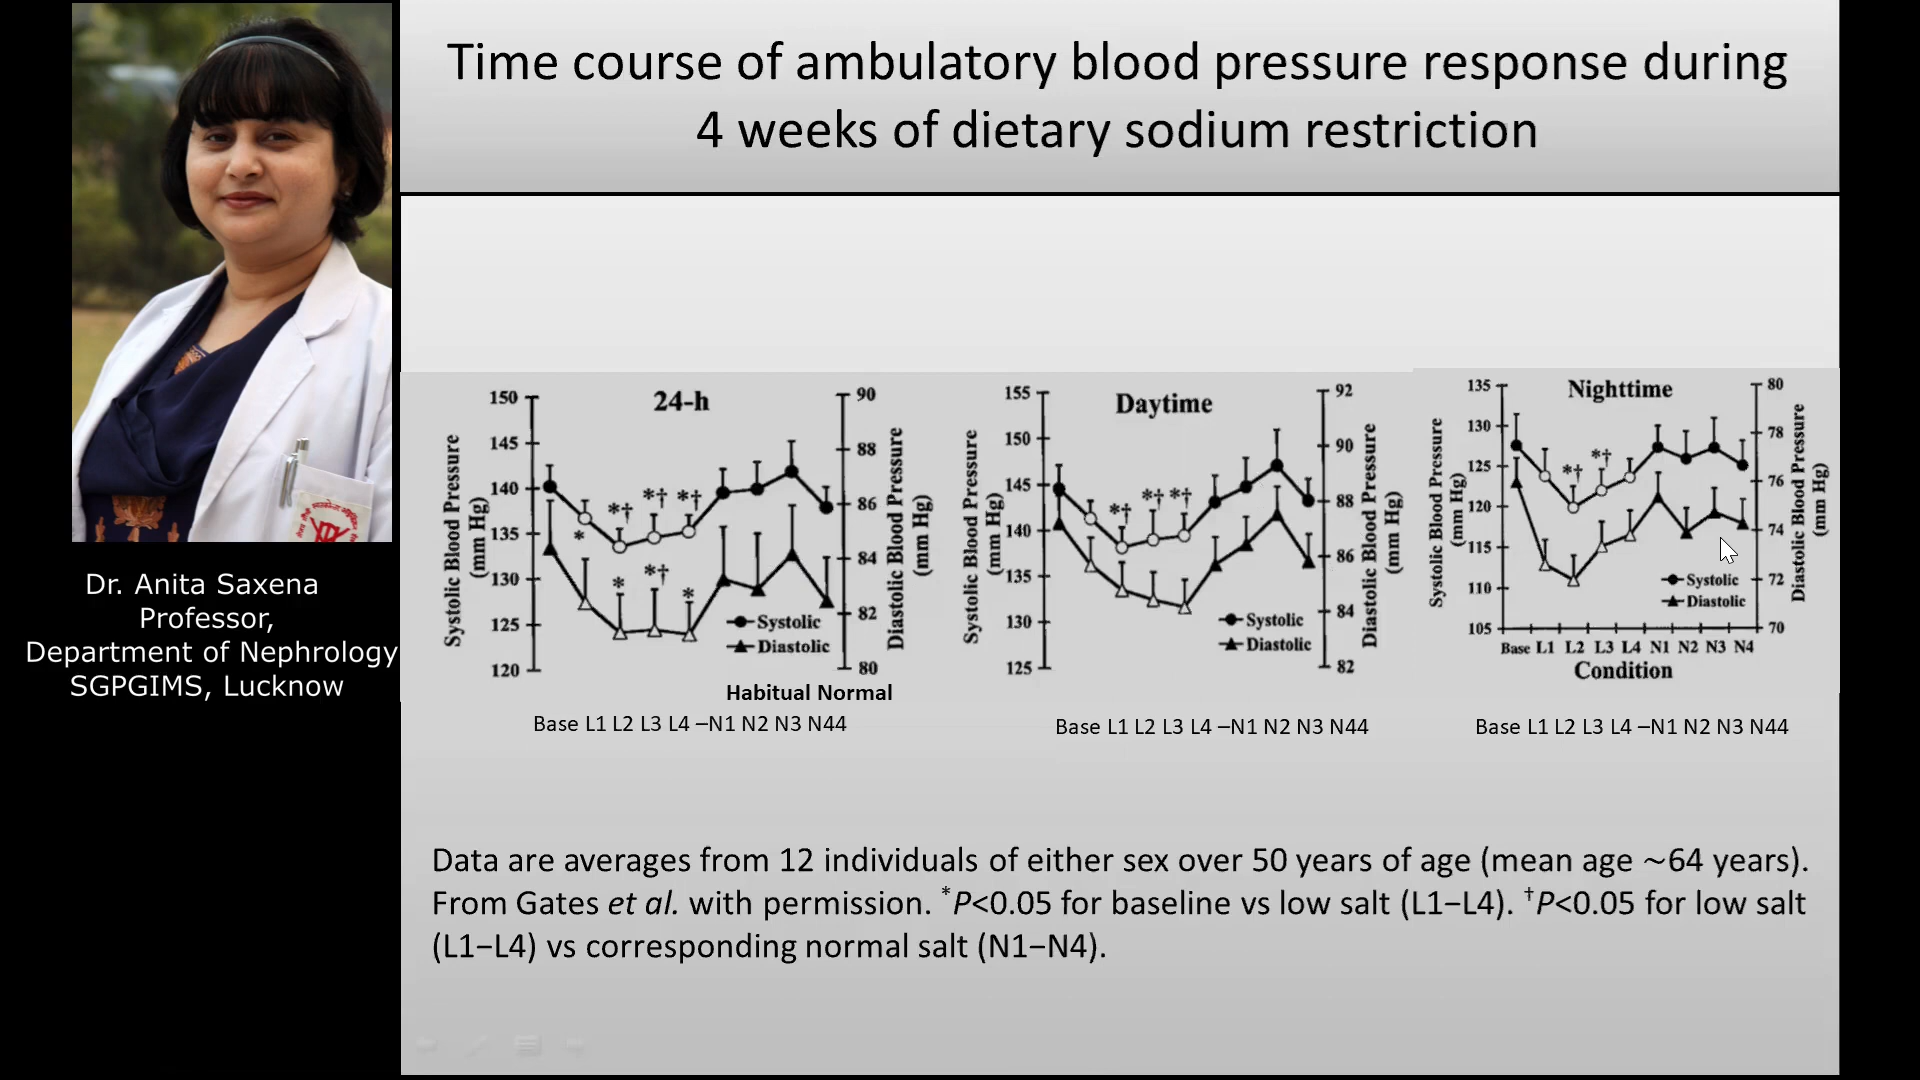 Time course of ambulatory blood pressure response during
4 weeks of dietary sodium restriction
Dr. Anita Saxena
Professor,
Department of Nephrology
SGPGIMS, Lucknow
24-h
Systolic Blood Pressure
(mm Hg)
150
145
140
135
130
125
120
*
*†
*†
*†
*
*†
*
90
88
86
84
82
80
Diastolic Blood Pressure
(mm Hg)
Systolic
Diastolic
Habitual Normal
Base L1 L2 L3 L4 –N1 N2 N3 N44
Daytime
Systolic Blood Pressure
(mm Hg)
155
150
145
140
135
130
125
*†
*†
*†
92
90
88
86
84
82
Diastolic Blood Pressure
(mm Hg)
Systolic
Diastolic
Base L1 L2 L3 L4 –N1 N2 N3 N44
Nighttime
Systolic Blood Pressure
(mm Hg)
135
130
125
120
115
110
105
*†
*†
80
78
76
74
72
70
Diastolic Blood Pressure
(mm Hg)
Systolic
Diastolic
Base L1 L2 L3 L4 N1 N2 N3 N4
Condition
Base L1 L2 L3 L4 –N1 N2 N3 N44
Data are averages from 12 individuals of either sex over 50 years of age (mean age ~64 years).
From Gates et al. with permission. *P<0.05 for baseline vs low salt (L1–L4). †P<0.05 for low salt
(L1–L4) vs corresponding normal salt (N1–N4).